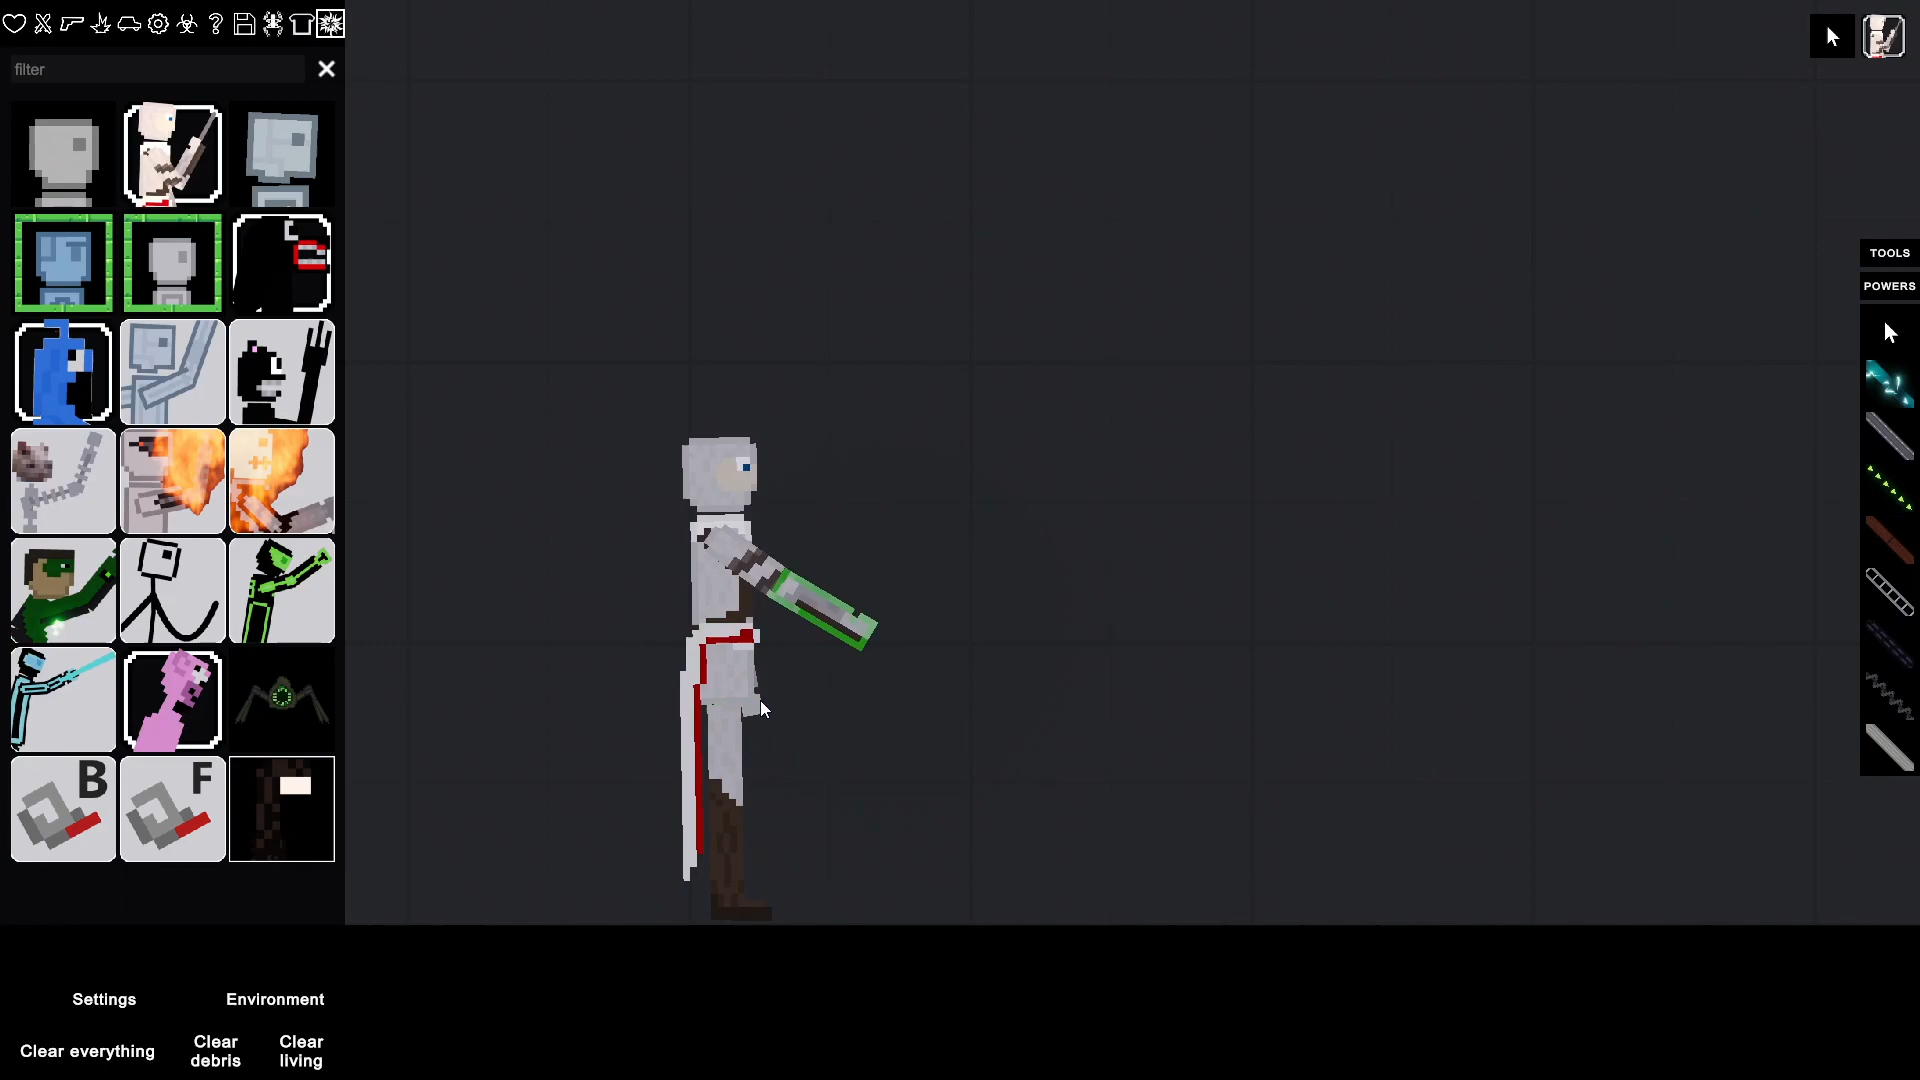 filter
TOOLS
POWERS
B
F
Settings
Environment
Clear everything
Clear
debris
Clear
living